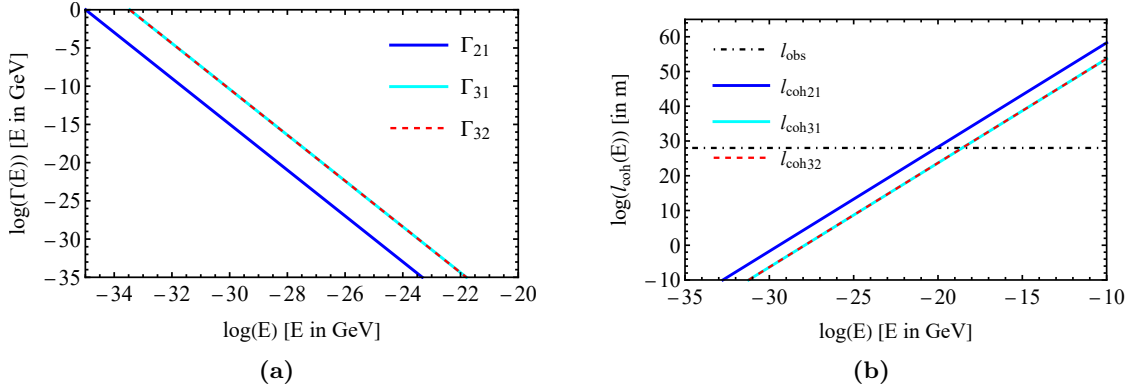 log(Γ(E)) [E in GeV]
0
−5
−10
−15
−20
−25
−30
−35
−34
−32
−30
−28
−26
−24
−22
−20
log(E) [E in GeV]
Γ21
Γ31
Γ32
(a)
log(lcoh(E)) [in m]
60
50
40
30
20
10
0
−10
−35
−30
−25
−20
−15
−10
log(E) [E in GeV]
lobs
lcoh21
lcoh31
lcoh32
(b)